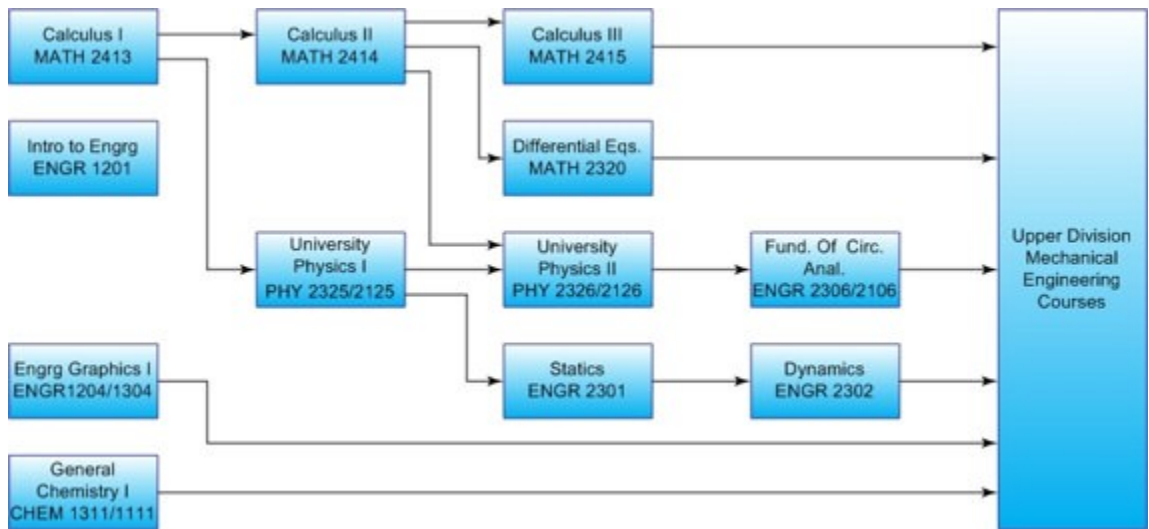 Calculus I
MATH 2413
Calculus II
MATH 2414
Calculus III
MATH 2415
Intro to Engrg
ENGR 1201
Differential Eqs.
MATH 2320
University
Physics I
PHY 2325/2125
University
Physics II
PHY 2326/2126
Fund. Of Circ.
Anal.
ENGR 2306/2106
Upper Division
Mechanical
Engineering
Courses
Engrg Graphics I
ENGR1204/1304
Statics
ENGR 2301
Dynamics
ENGR 2302
General
Chemistry I
CHEM 1311/1111